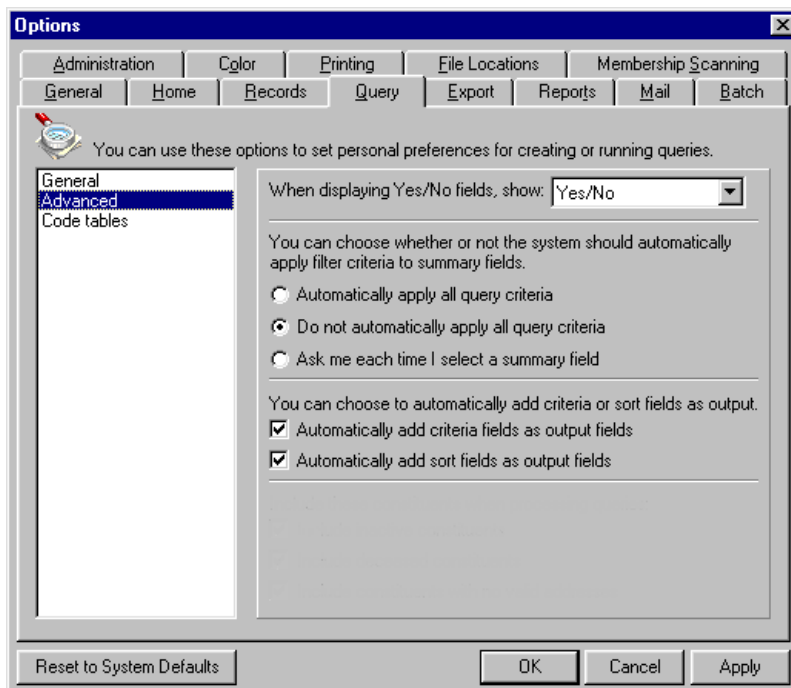 Options
Administration Color Printing File Locations Membership Scanning
General Home Records Query Export Reports Mail Batch
You can use these options to set personal preferences for creating or running queries.
General
Advanced
Code tables
When displaying Yes/No fields, show: Yes/No
You can choose whether or not the system should automatically
apply filter criteria to summary fields.
Automatically apply all query criteria
Do not automatically apply all query criteria
Ask me each time I select a summary field
You can choose to automatically add criteria or sort fields as output.
Automatically add criteria fields as output fields
Automatically add sort fields as output fields
Reset to System Defaults OK Cancel Apply